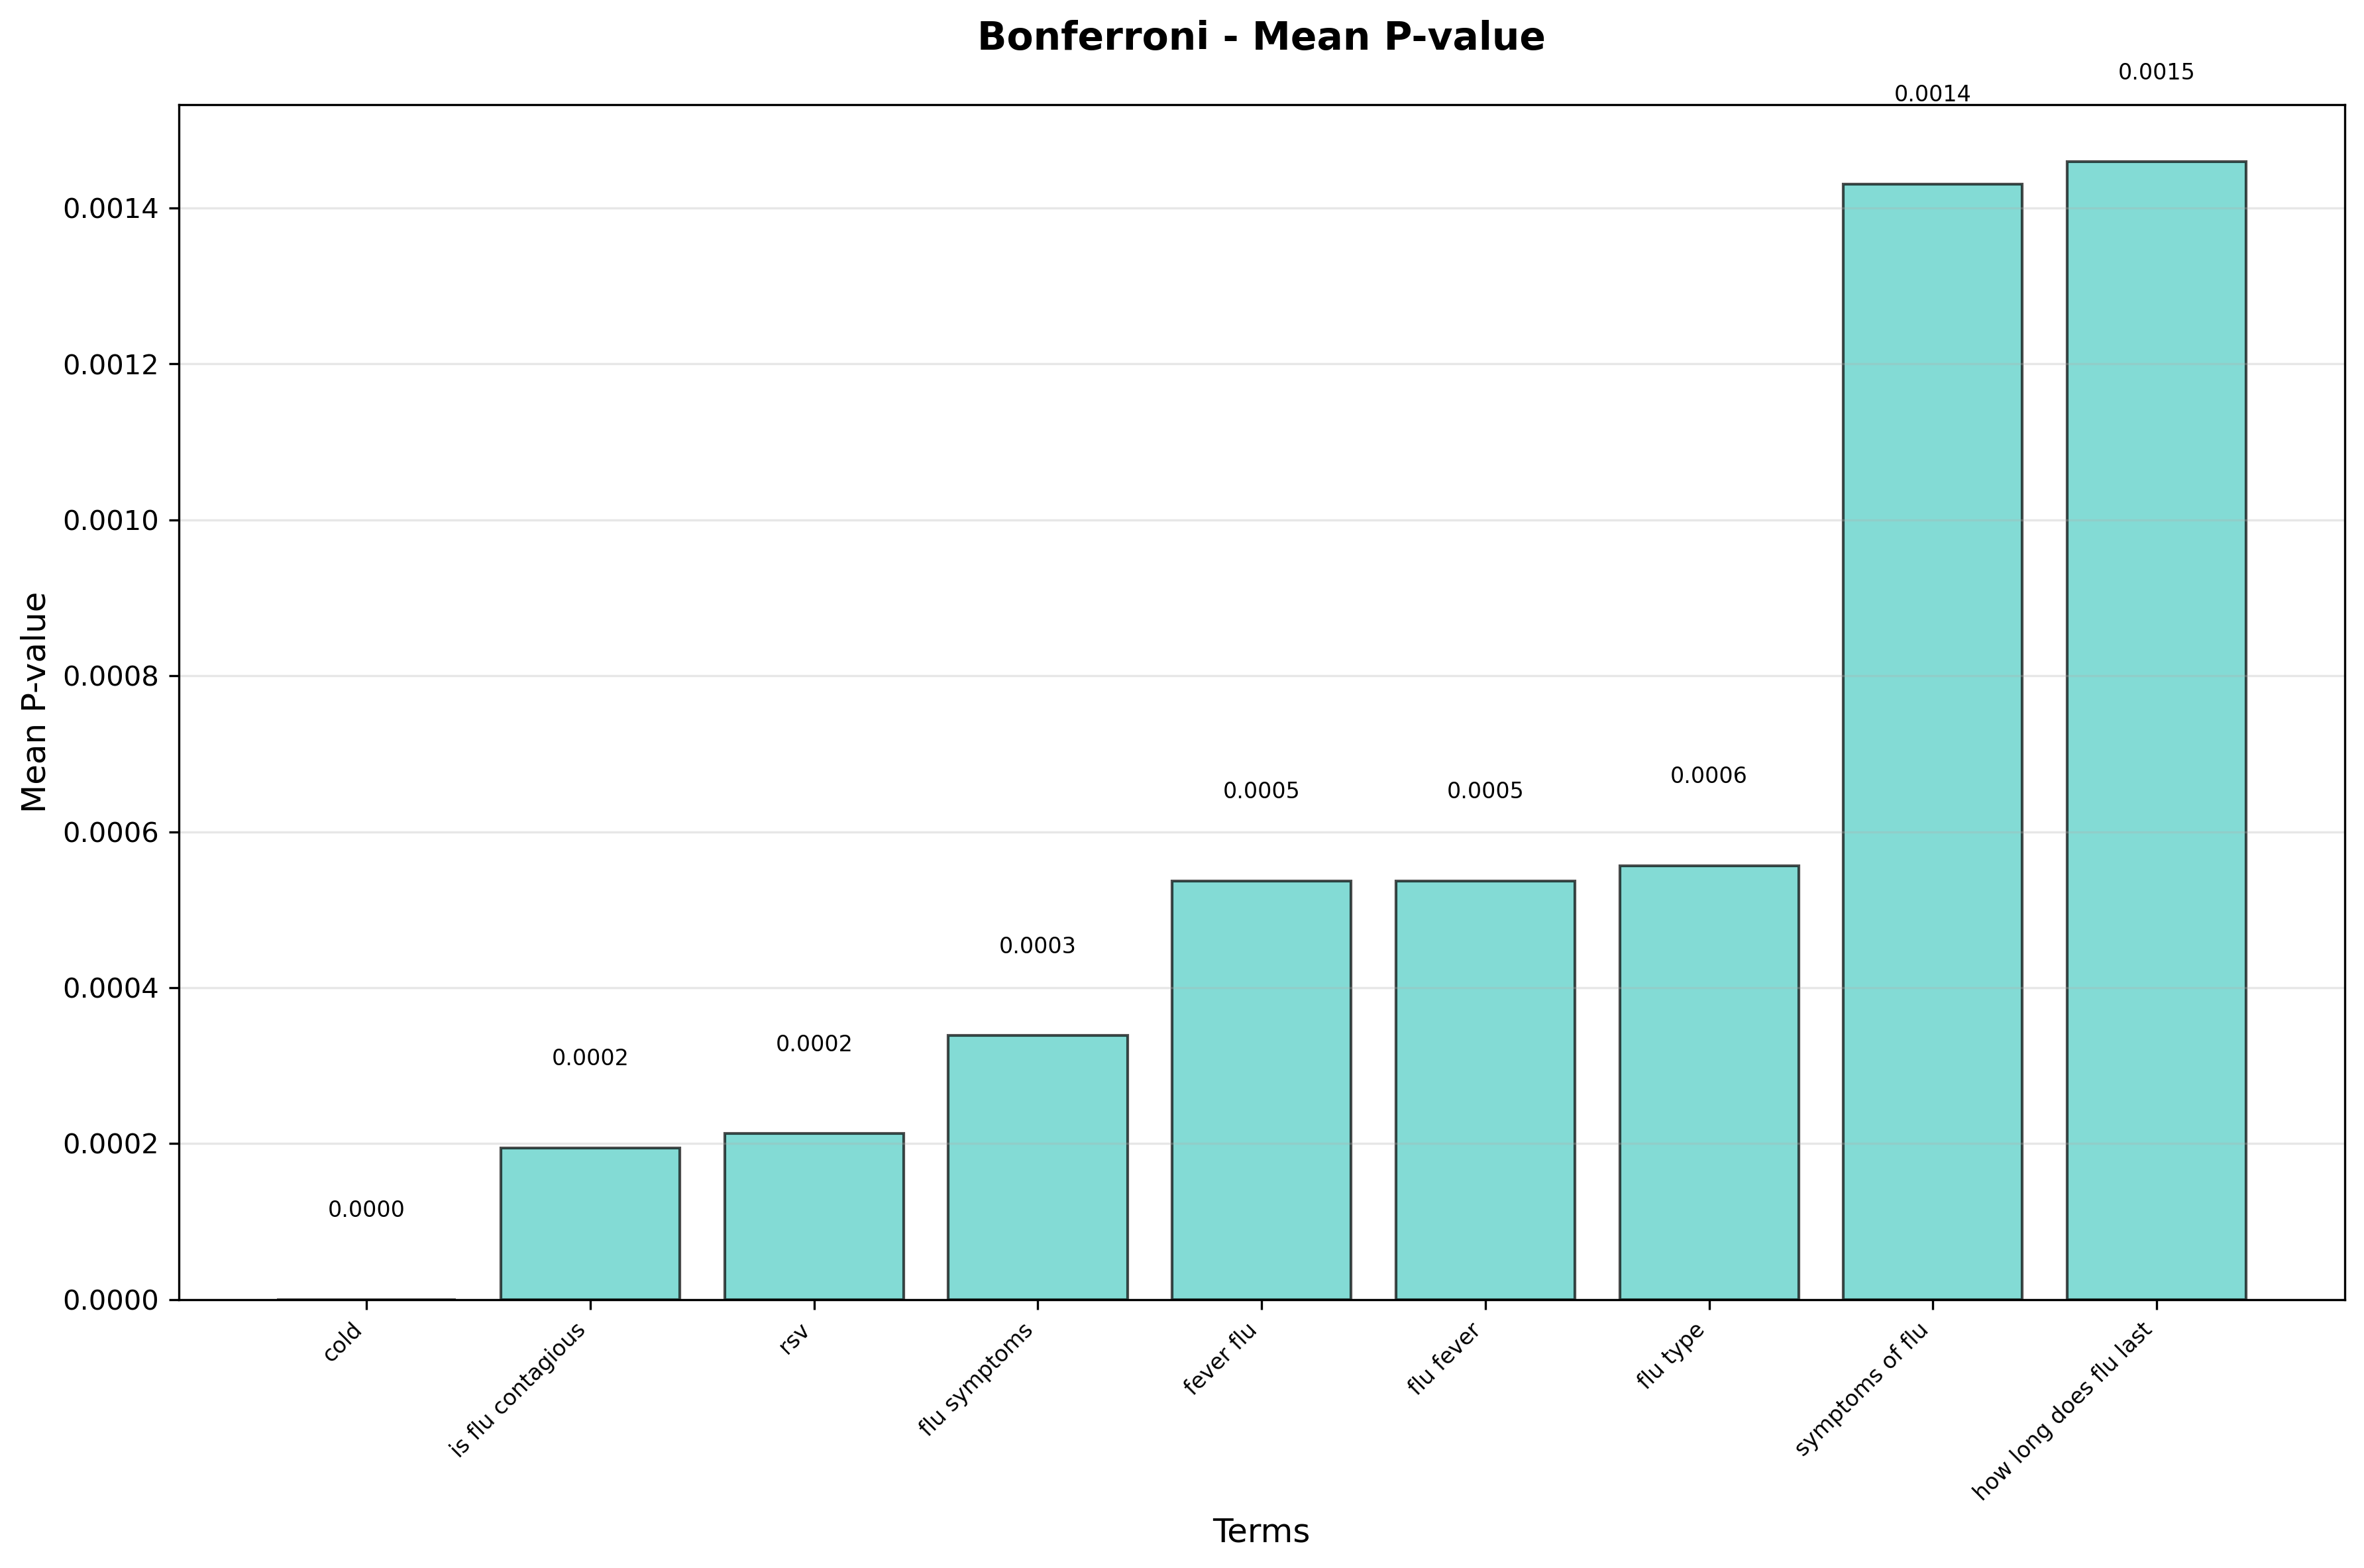 Bonferroni - Mean P-value
0.0015
0.0014
0.0014
0.0012
0.0010
0.0008
0.0006
0.0004
0.0002
0.0000
Mean P-value
0.0000
0.0002
0.0002
0.0003
0.0005
0.0005
0.0006
cold
is flu contagious
rsv
flu symptoms
fever flu
flu fever
flu type
symptoms of flu
how long does flu last
Terms